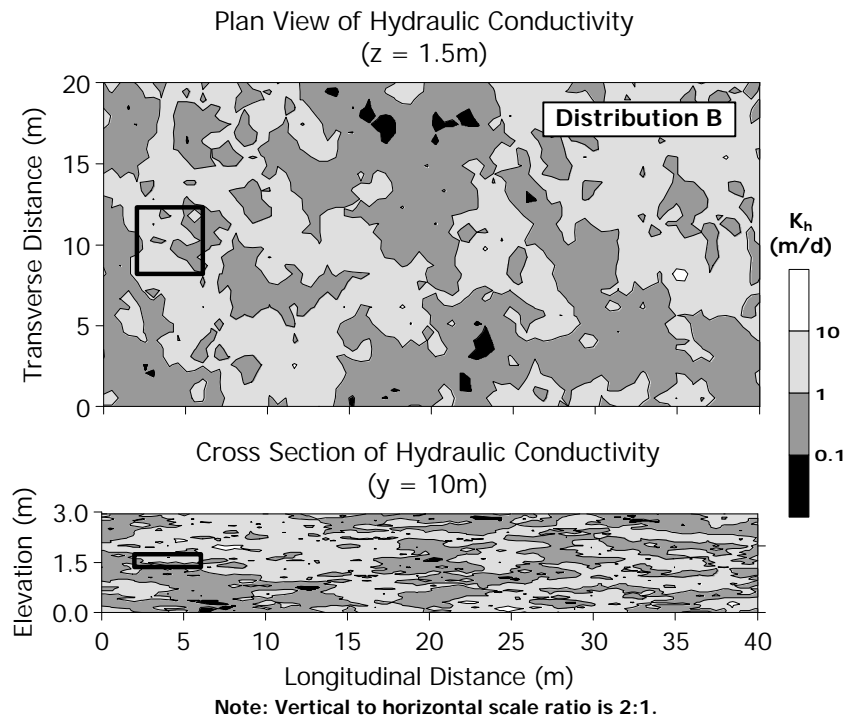 Plan View of Hydraulic Conductivity
(z = 1.5m)
Distribution B
20
15
10
5
0
Transverse Distance (m)
K_h
(m/d)
10
1
0.1
Cross Section of Hydraulic Conductivity
(y = 10m)
3.0
1.5
0.0
Elevation (m)
0 5 10 15 20 25 30 35 40
Longitudinal Distance (m)
Note: Vertical to horizontal scale ratio is 2:1.